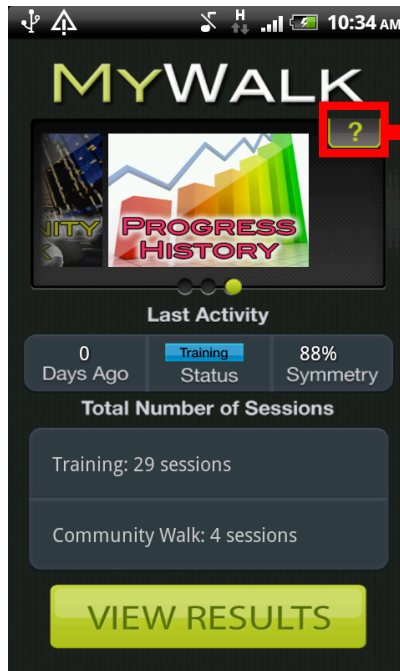 H
10:34 AM
MYWALK
?
NITY
K
PROGRESS
HISTORY
Last Activity
0 Training 88%
Days Ago Status Symmetry
Total Number of Sessions
Training: 29 sessions
Community Walk: 4 sessions
VIEW RESULTS